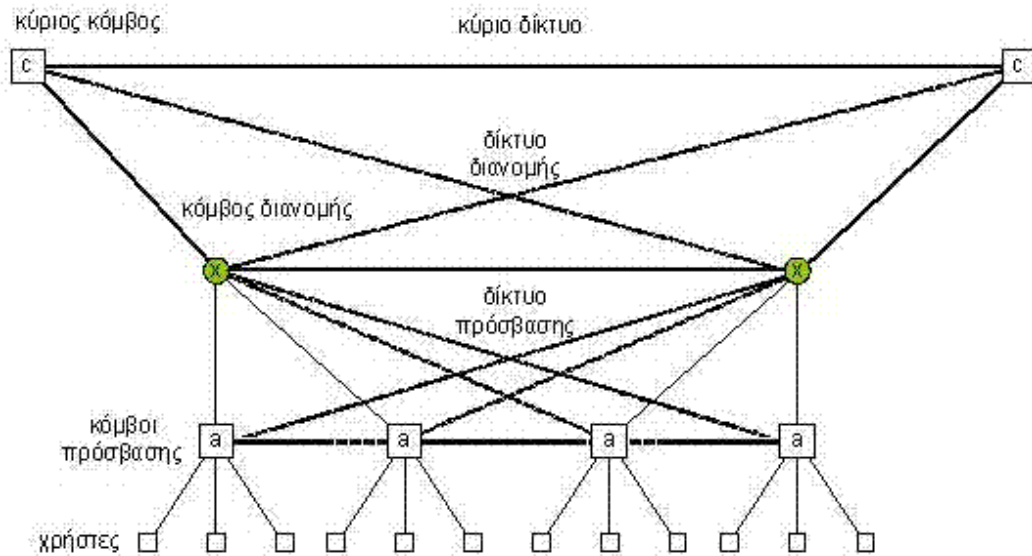 κύριος κόμβος
κύριο δίκτυο
c
c
δίκτυο
διανομής
κόμβος διανομής
x
x
δίκτυο
πρόσβασης
κόμβοι
πρόσβασης
a
a
a
a
χρήστες